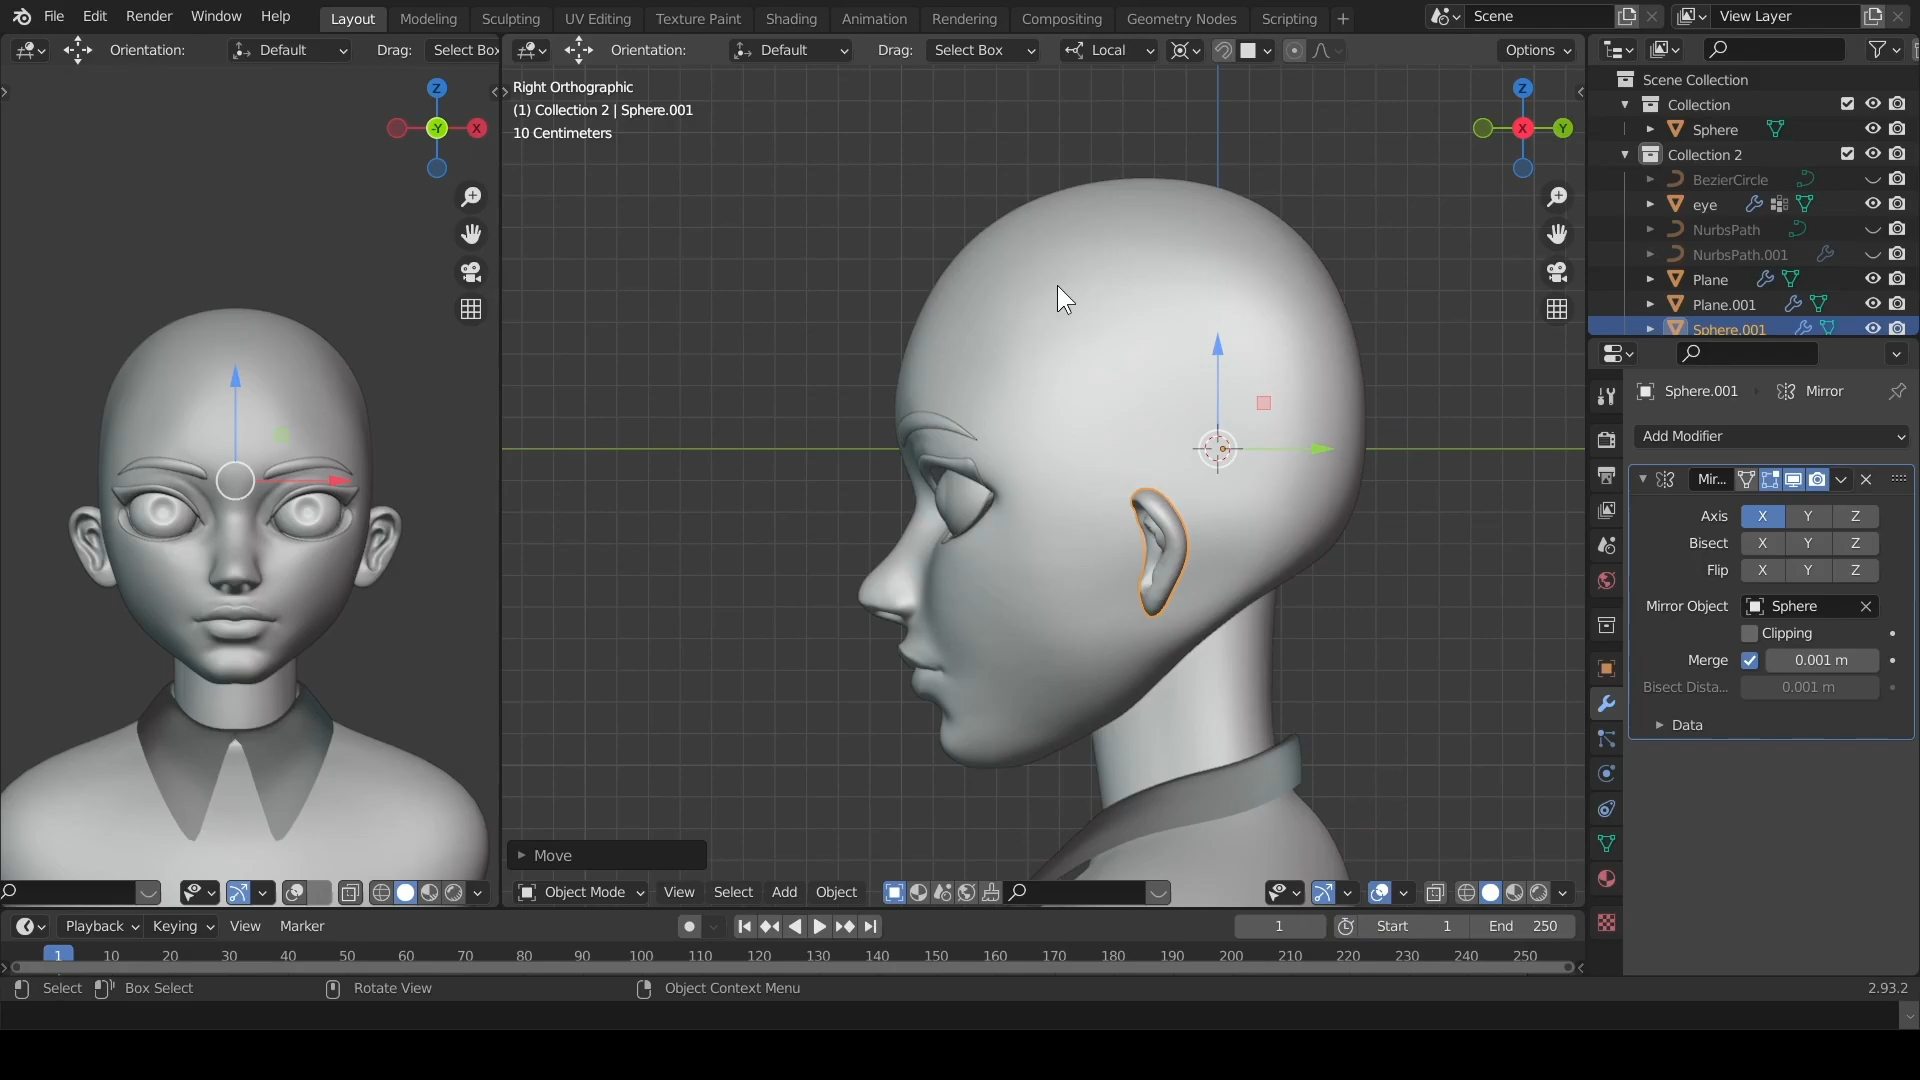 File Edit Render Window Help Layout Modeling Sculpting UV Editing Texture Paint Shading Animation Rendering Compositing Geometry Nodes Scripting + Scene View Layer
Orientation: Default Drag: Select Box Orientation: Default Drag: Select Box Local Options
Right Orthographic
(1) Collection 2 | Sphere.001
10 Centimeters
Z
-Y
X
Z
X
Y
Scene Collection
Collection
Sphere
Collection 2
BezierCircle
eye
NurbsPath
NurbsPath.001
Plane
Plane.001
Sphere.001
Sphere.001 Mirror
Add Modifier
Mir...
Axis X Y Z
Bisect X Y Z
Flip X Y Z
Mirror Object Sphere
Clipping
Merge 0.001 m
Bisect Dista... 0.001 m
Data
Move
Object Mode View Select Add Object
Playback Keying View Marker 1 Start 1 End 250
1 10 20 30 40 50 60 70 80 90 100 110 120 130 140 150 160 170 180 190 200 210 220 230 240 250
Select Box Select Rotate View Object Context Menu 2.93.2